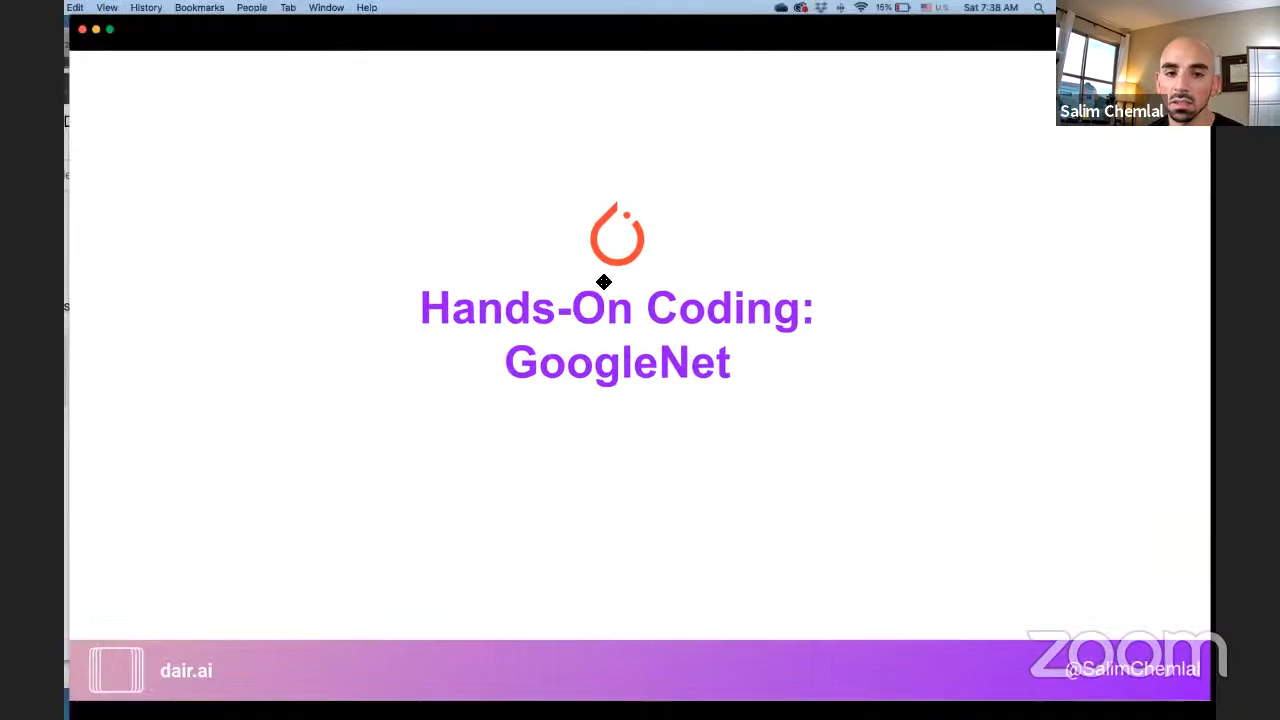 Edit View History Bookmarks People Tab Window Help 15% U.S. Sat 7:38 AM
Salim Chemlal
Hands-On Coding:
GoogleNet
dair.ai
@SalimChemlal
zoom